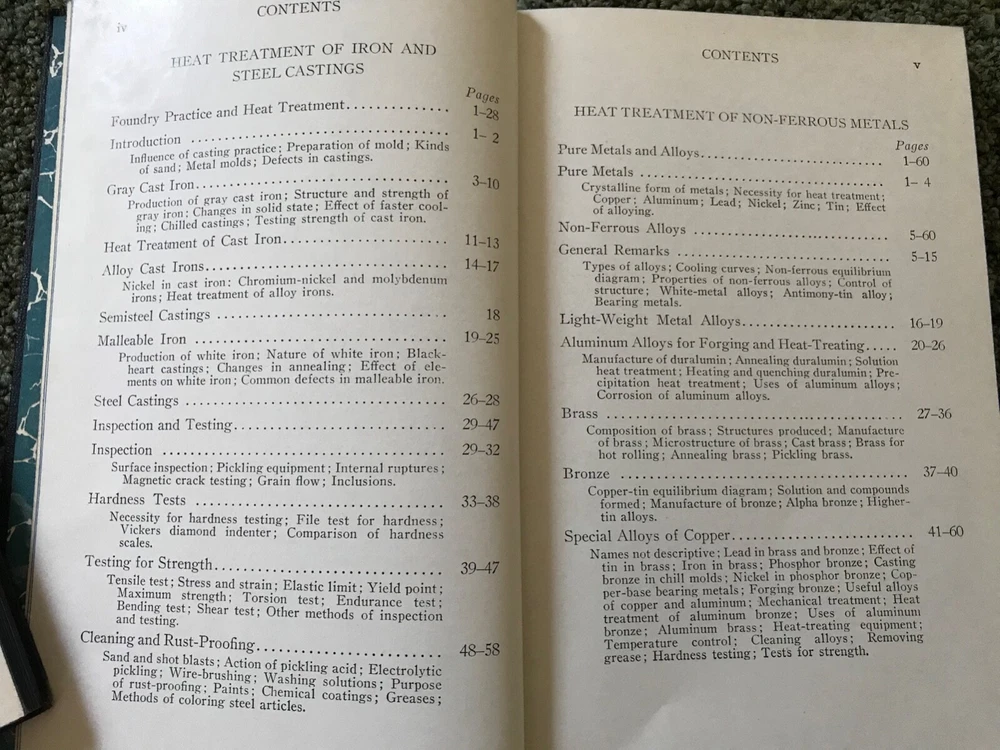 iv
CONTENTS
HEAT TREATMENT OF IRON AND
STEEL CASTINGS
Pages
Foundry Practice and Heat Treatment.............. 1–28
Introduction .................................... 1– 2
Influence of casting practice; Preparation of mold; Kinds
of sand; Metal molds; Defects in castings.
Gray Cast Iron................................... 3–10
Production of gray cast iron; Structure and strength of
gray iron; Changes in solid state; Effect of faster cool-
ing; Chilled castings; Testing strength of cast iron.
Heat Treatment of Cast Iron....................... 11–13
Alloy Cast Irons.................................. 14–17
Nickel in cast iron: Chromium-nickel and molybdenum
irons; Heat treatment of alloy irons.
Semisteel Castings ............................... 18
Malleable Iron ................................... 19–25
Production of white iron; Nature of white iron; Black-
heart castings; Changes in annealing; Effect of ele-
ments on white iron; Common defects in malleable iron.
Steel Castings ................................... 26–28
Inspection and Testing............................ 29–47
Inspection ....................................... 29–32
Surface inspection; Pickling equipment; Internal ruptures;
Magnetic crack testing; Grain flow; Inclusions.
Hardness Tests ................................... 33–38
Necessity for hardness testing; File test for hardness;
Vickers diamond indenter; Comparison of hardness
scales.
Testing for Strength.............................. 39–47
Tensile test; Stress and strain; Elastic limit; Yield point;
Maximum strength; Torsion test; Endurance test;
Bending test; Shear test; Other methods of inspection
and testing.
Cleaning and Rust-Proofing........................ 48–58
Sand and shot blasts; Action of pickling acid; Electrolytic
pickling; Wire-brushing; Washing solutions; Purpose
of rust-proofing; Paints; Chemical coatings; Greases;
Methods of coloring steel articles.
CONTENTS
v
HEAT TREATMENT OF NON-FERROUS METALS
Pages
Pure Metals and Alloys............................ 1–60
Pure Metals ...................................... 1– 4
Crystalline form of metals; Necessity for heat treatment;
Copper; Aluminum; Lead; Nickel; Zinc; Tin; Effect
of alloying.
Non-Ferrous Alloys ............................... 5–60
General Remarks .................................. 5–15
Types of alloys; Cooling curves; Non-ferrous equilibrium
diagram; Properties of non-ferrous alloys; Control of
structure; White-metal alloys; Antimony-tin alloy;
Bearing metals.
Light-Weight Metal Alloys......................... 16–19
Aluminum Alloys for Forging and Heat-Treating..... 20–26
Manufacture of duralumin; Annealing duralumin; Solution
heat treatment; Heating and quenching duralumin; Pre-
cipitation heat treatment; Uses of aluminum alloys;
Corrosion of aluminum alloys.
Brass ............................................ 27–36
Composition of brass; Structures produced; Manufacture
of brass; Microstructure of brass; Cast brass; Brass for
hot rolling; Annealing brass; Pickling brass.
Bronze ........................................... 37–40
Copper-tin equilibrium diagram; Solution and compounds
formed; Manufacture of bronze; Alpha bronze; Higher-
tin alloys.
Special Alloys of Copper.......................... 41–60
Names not descriptive; Lead in brass and bronze; Effect of
tin in brass; Iron in brass; Phosphor bronze; Casting
bronze in chill molds; Nickel in phosphor bronze; Cop-
per-base bearing metals; Forging bronze; Useful alloys
of copper and aluminum; Mechanical treatment; Heat
treatment of aluminum bronze; Uses of aluminum
bronze; Aluminum brass; Heat-treating equipment;
Temperature control; Cleaning alloys; Removing
grease; Hardness testing; Tests for strength.